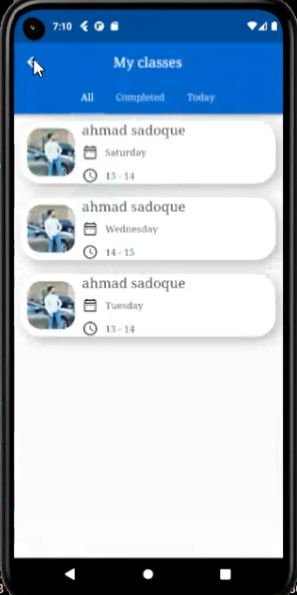 7:10
My classes
All Completed Today
ahmad sadoque
Saturday
13 - 14
ahmad sadoque
Wednesday
14 - 15
ahmad sadoque
Tuesday
13 - 14